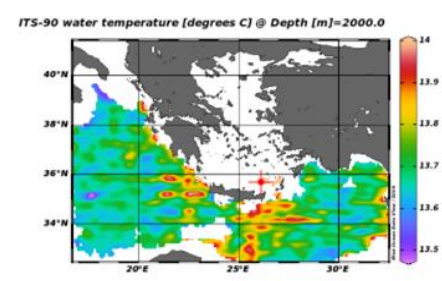 ITS-90 water temperature [degrees C] @ Depth [m]=2000.0
40°N
38°N
36°N
34°N
20°E
25°E
30°E
14
13.9
13.8
13.7
13.6
13.5